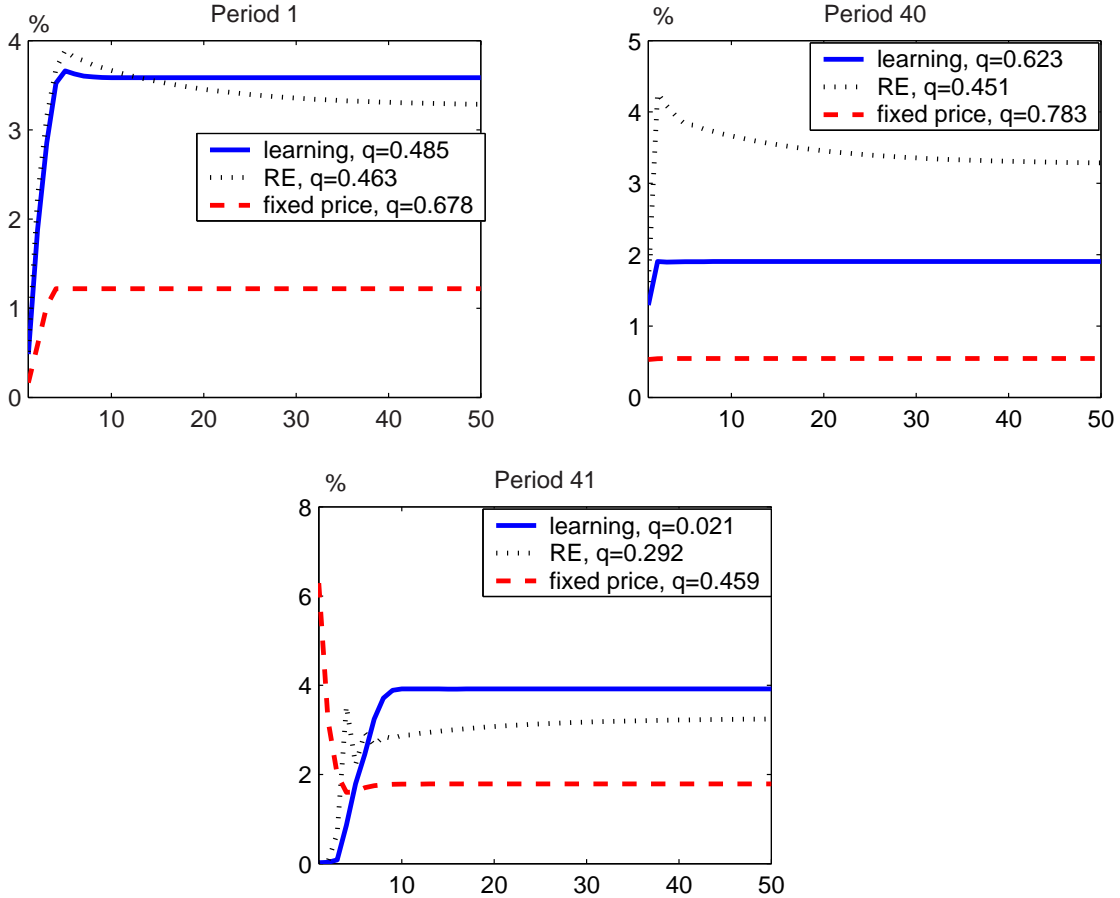 Period 1
%
4
3
2
1
0
10 20 30 40 50
learning, q=0.485
RE, q=0.463
fixed price, q=0.678
Period 40
%
5
4
3
2
1
0
10 20 30 40 50
learning, q=0.623
RE, q=0.451
fixed price, q=0.783
Period 41
%
8
6
4
2
0
10 20 30 40 50
learning, q=0.021
RE, q=0.292
fixed price, q=0.459